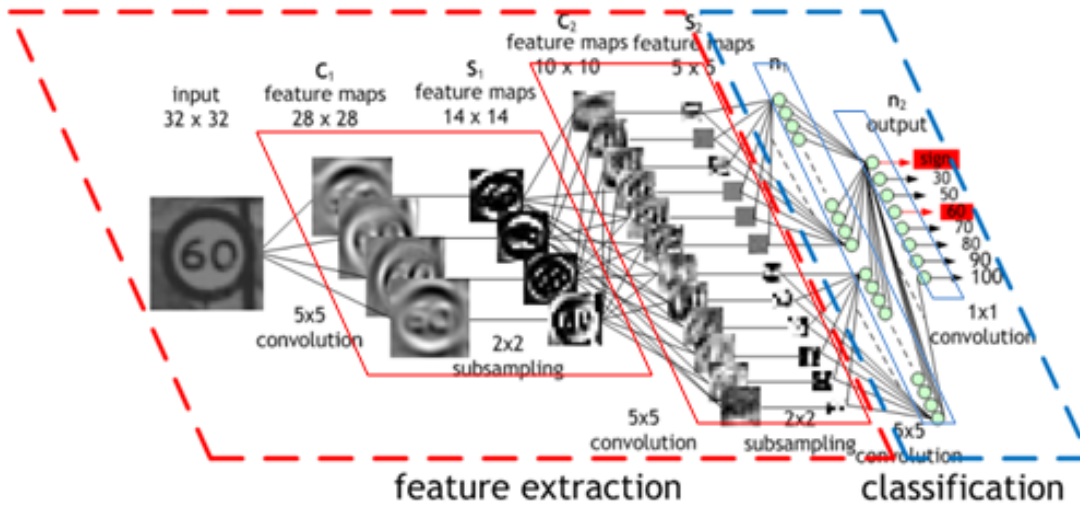 input
32 x 32
C₁
feature maps
28 x 28
S₁
feature maps
14 x 14
C₂
feature maps
10 x 10
S₂
feature maps
5 x 5
n₁
n₂
output
60
sign
30
50
60
70
80
90
100
5x5
convolution
2x2
subsampling
5x5
convolution
2x2
subsampling
5x5
convolution
1x1
convolution
feature extraction
classification